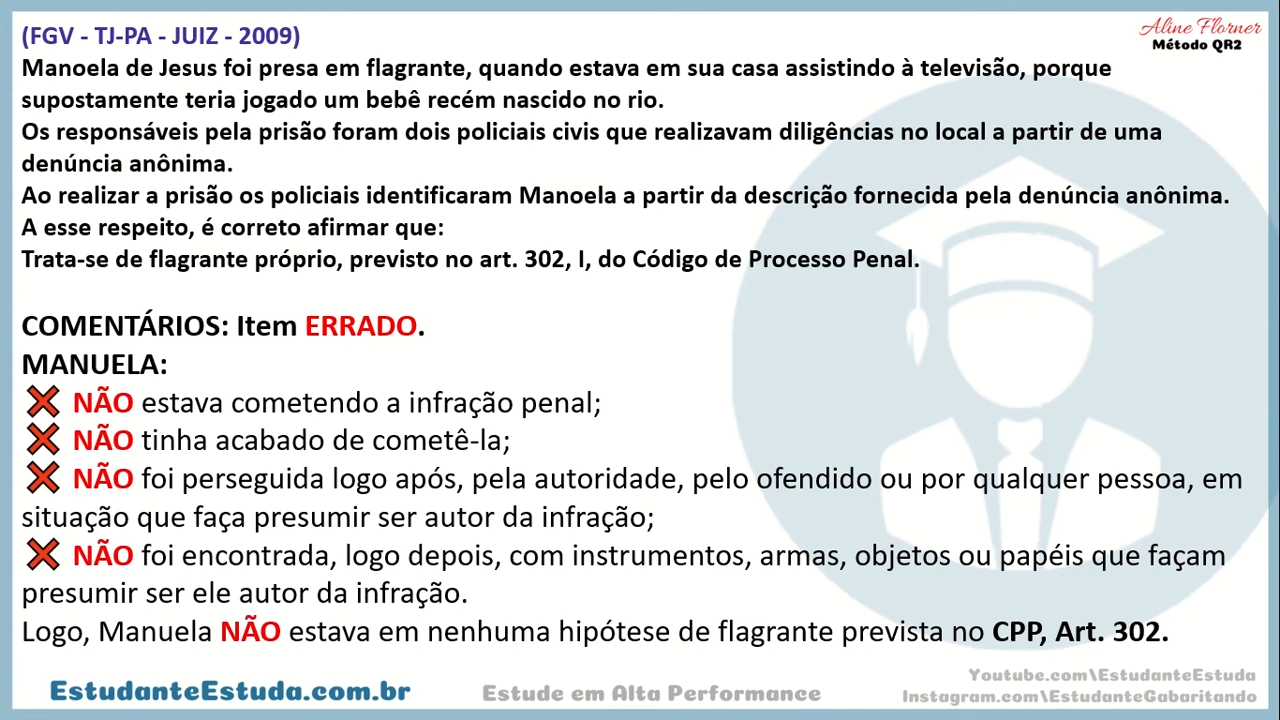 (FGV - TJ-PA - JUIZ - 2009)
Aline Florner
Método QR2
Manoela de Jesus foi presa em flagrante, quando estava em sua casa assistindo à televisão, porque
supostamente teria jogado um bebê recém nascido no rio.
Os responsáveis pela prisão foram dois policiais civis que realizavam diligências no local a partir de uma
denúncia anônima.
Ao realizar a prisão os policiais identificaram Manoela a partir da descrição fornecida pela denúncia anônima.
A esse respeito, é correto afirmar que:
Trata-se de flagrante próprio, previsto no art. 302, I, do Código de Processo Penal.
COMENTÁRIOS: Item ERRADO.
MANUELA:
❌ NÃO estava cometendo a infração penal;
❌ NÃO tinha acabado de cometê-la;
❌ NÃO foi perseguida logo após, pela autoridade, pelo ofendido ou por qualquer pessoa, em
situação que faça presumir ser autor da infração;
❌ NÃO foi encontrada, logo depois, com instrumentos, armas, objetos ou papéis que façam
presumir ser ele autor da infração.
Logo, Manuela NÃO estava em nenhuma hipótese de flagrante prevista no CPP, Art. 302.
EstudanteEstuda.com.br
Estude em Alta Performance
Youtube.com\EstudanteEstuda
Instagram.com\EstudanteGabaritando